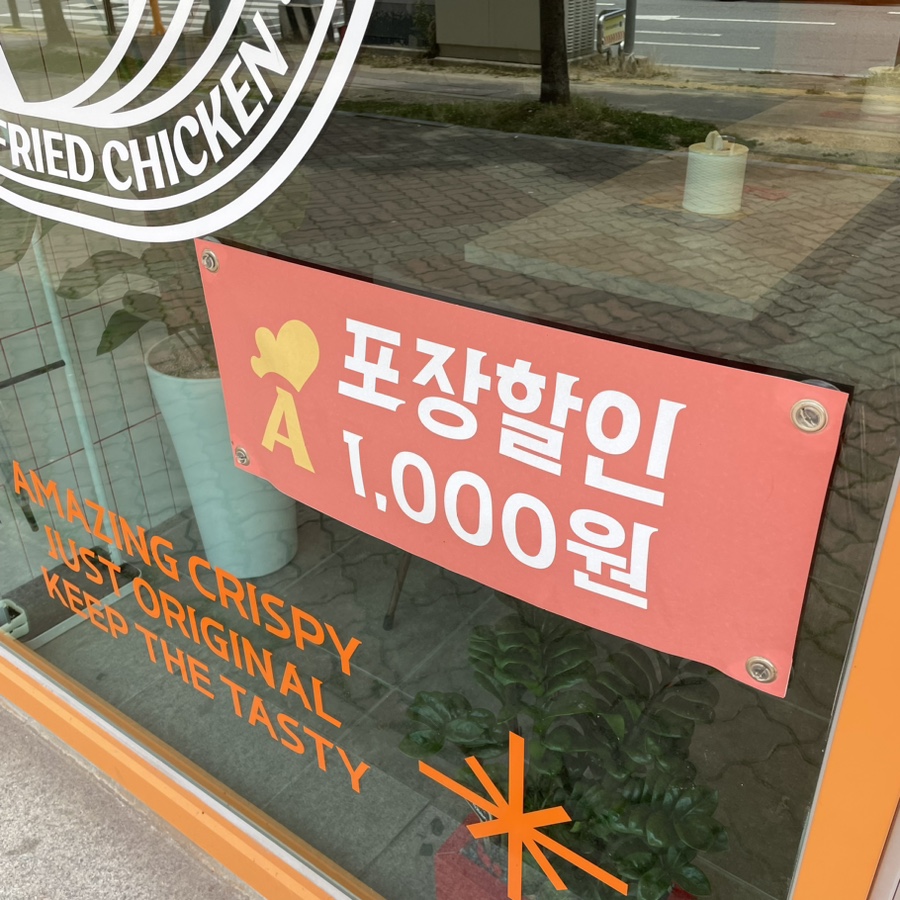 FRIED CHICKEN
A
포장할인
1,000원
AMAZING CRISPY
JUST ORIGINAL
KEEP THE TASTY